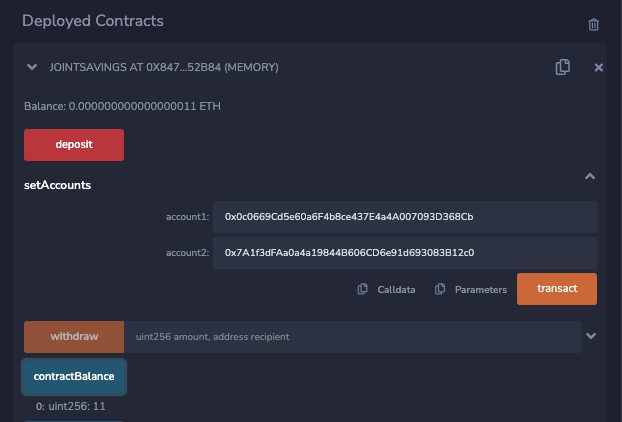 Deployed Contracts
JOINTSAVINGS AT 0X847...52B84 (MEMORY)
Balance: 0.000000000000000011 ETH
deposit
setAccounts
account1: 0x0c0669Cd5e60a6F4b8ce437E4a4A007093D368Cb
account2: 0x7A1f3dFAa0a4a19844B606CD6e91d693083B12c0
Calldata Parameters transact
withdraw uint256 amount, address recipient
contractBalance
0: uint256: 11